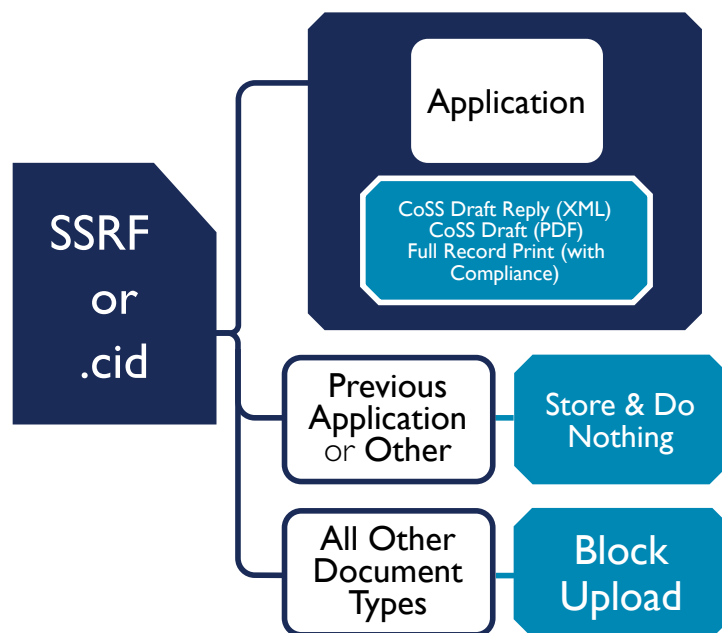 SSRF
or
.cid
Application
CoSS Draft Reply (XML)
CoSS Draft (PDF)
Full Record Print (with
Compliance)
Previous
Application
or Other
Store & Do
Nothing
All Other
Document
Types
Block
Upload